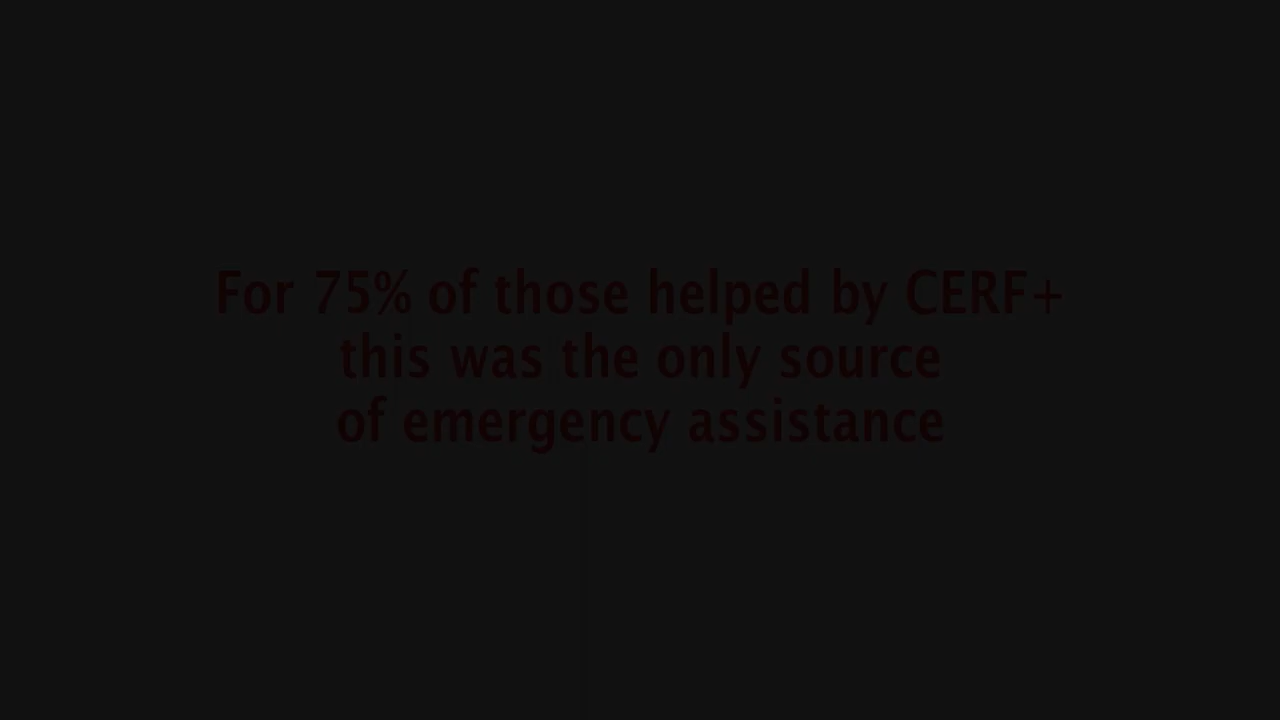 For 75% of those helped by CERF+
this was the only source
of emergency assistance